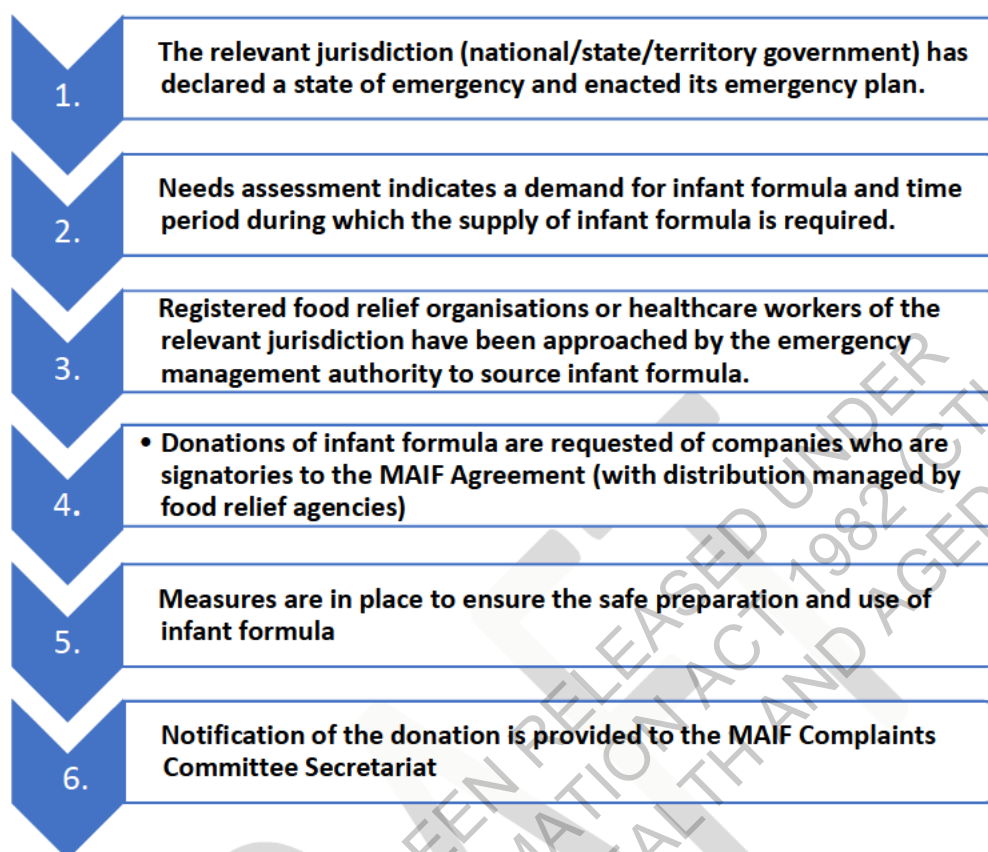 1.
The relevant jurisdiction (national/state/territory government) has
declared a state of emergency and enacted its emergency plan.
2.
Needs assessment indicates a demand for infant formula and time
period during which the supply of infant formula is required.
3.
Registered food relief organisations or healthcare workers of the
relevant jurisdiction have been approached by the emergency
management authority to source infant formula.
4.
• Donations of infant formula are requested of companies who are
signatories to the MAIF Agreement (with distribution managed by
food relief agencies)
5.
Measures are in place to ensure the safe preparation and use of
infant formula
6.
Notification of the donation is provided to the MAIF Complaints
Committee Secretariat
RELEASED UNDER
ACT 1982 (CT
HEALTH AND AGED